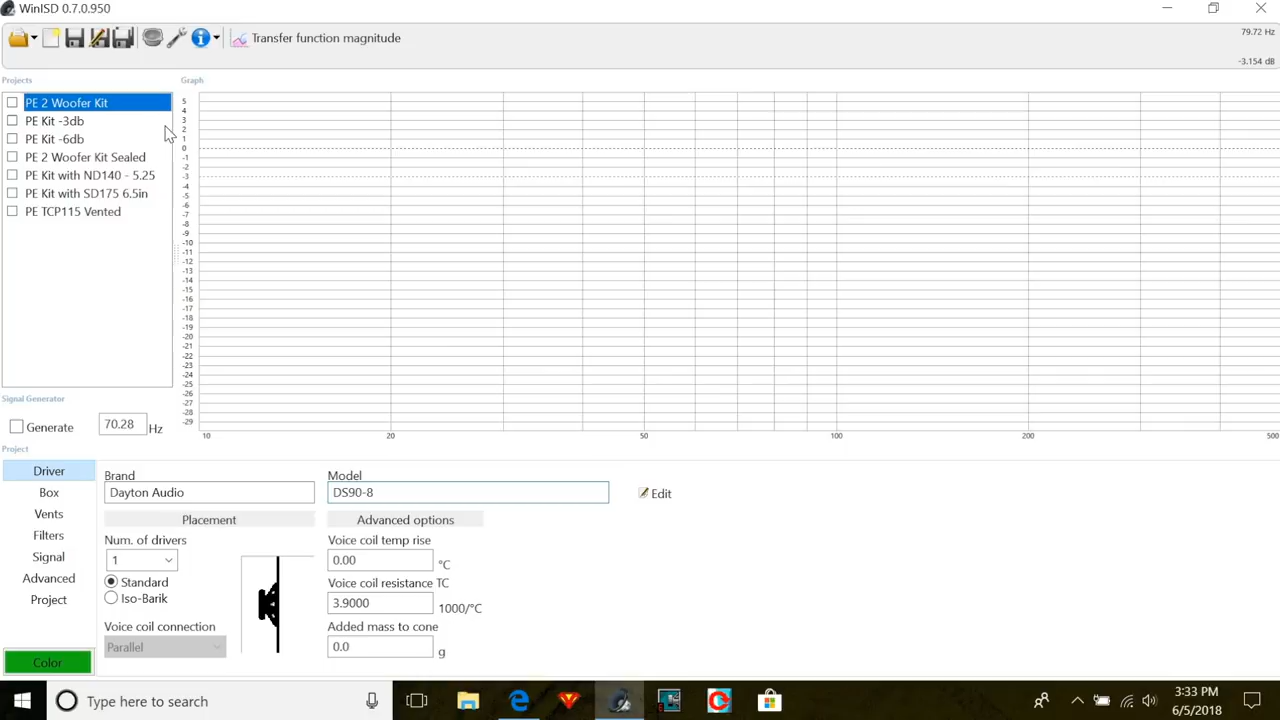 WinISD 0.7.0.950
Transfer function magnitude
79.72 Hz
-3.154 dB
Projects
Graph
PE 2 Woofer Kit
PE Kit -3db
PE Kit -6db
PE 2 Woofer Kit Sealed
PE Kit with ND140 - 5.25
PE Kit with SD175 6.5in
PE TCP115 Vented
5
4
3
2
1
0
-1
-2
-3
-4
-5
-6
-7
-8
-9
-10
-11
-12
-13
-14
-15
-16
-17
-18
-19
-20
-21
-22
-23
-24
-25
-26
-27
-28
-29
10 20 50 100 200 500
Signal Generator
Generate 70.28 Hz
Project
Driver
Box
Vents
Filters
Signal
Advanced
Project
Color
Brand
Dayton Audio
Model
DS90-8
Edit
Placement
Num. of drivers
1
Standard
Iso-Barik
Voice coil connection
Parallel
Advanced options
Voice coil temp rise
0.00 °C
Voice coil resistance TC
3.9000 1000/°C
Added mass to cone
0.0 g
Type here to search
3:33 PM
6/5/2018